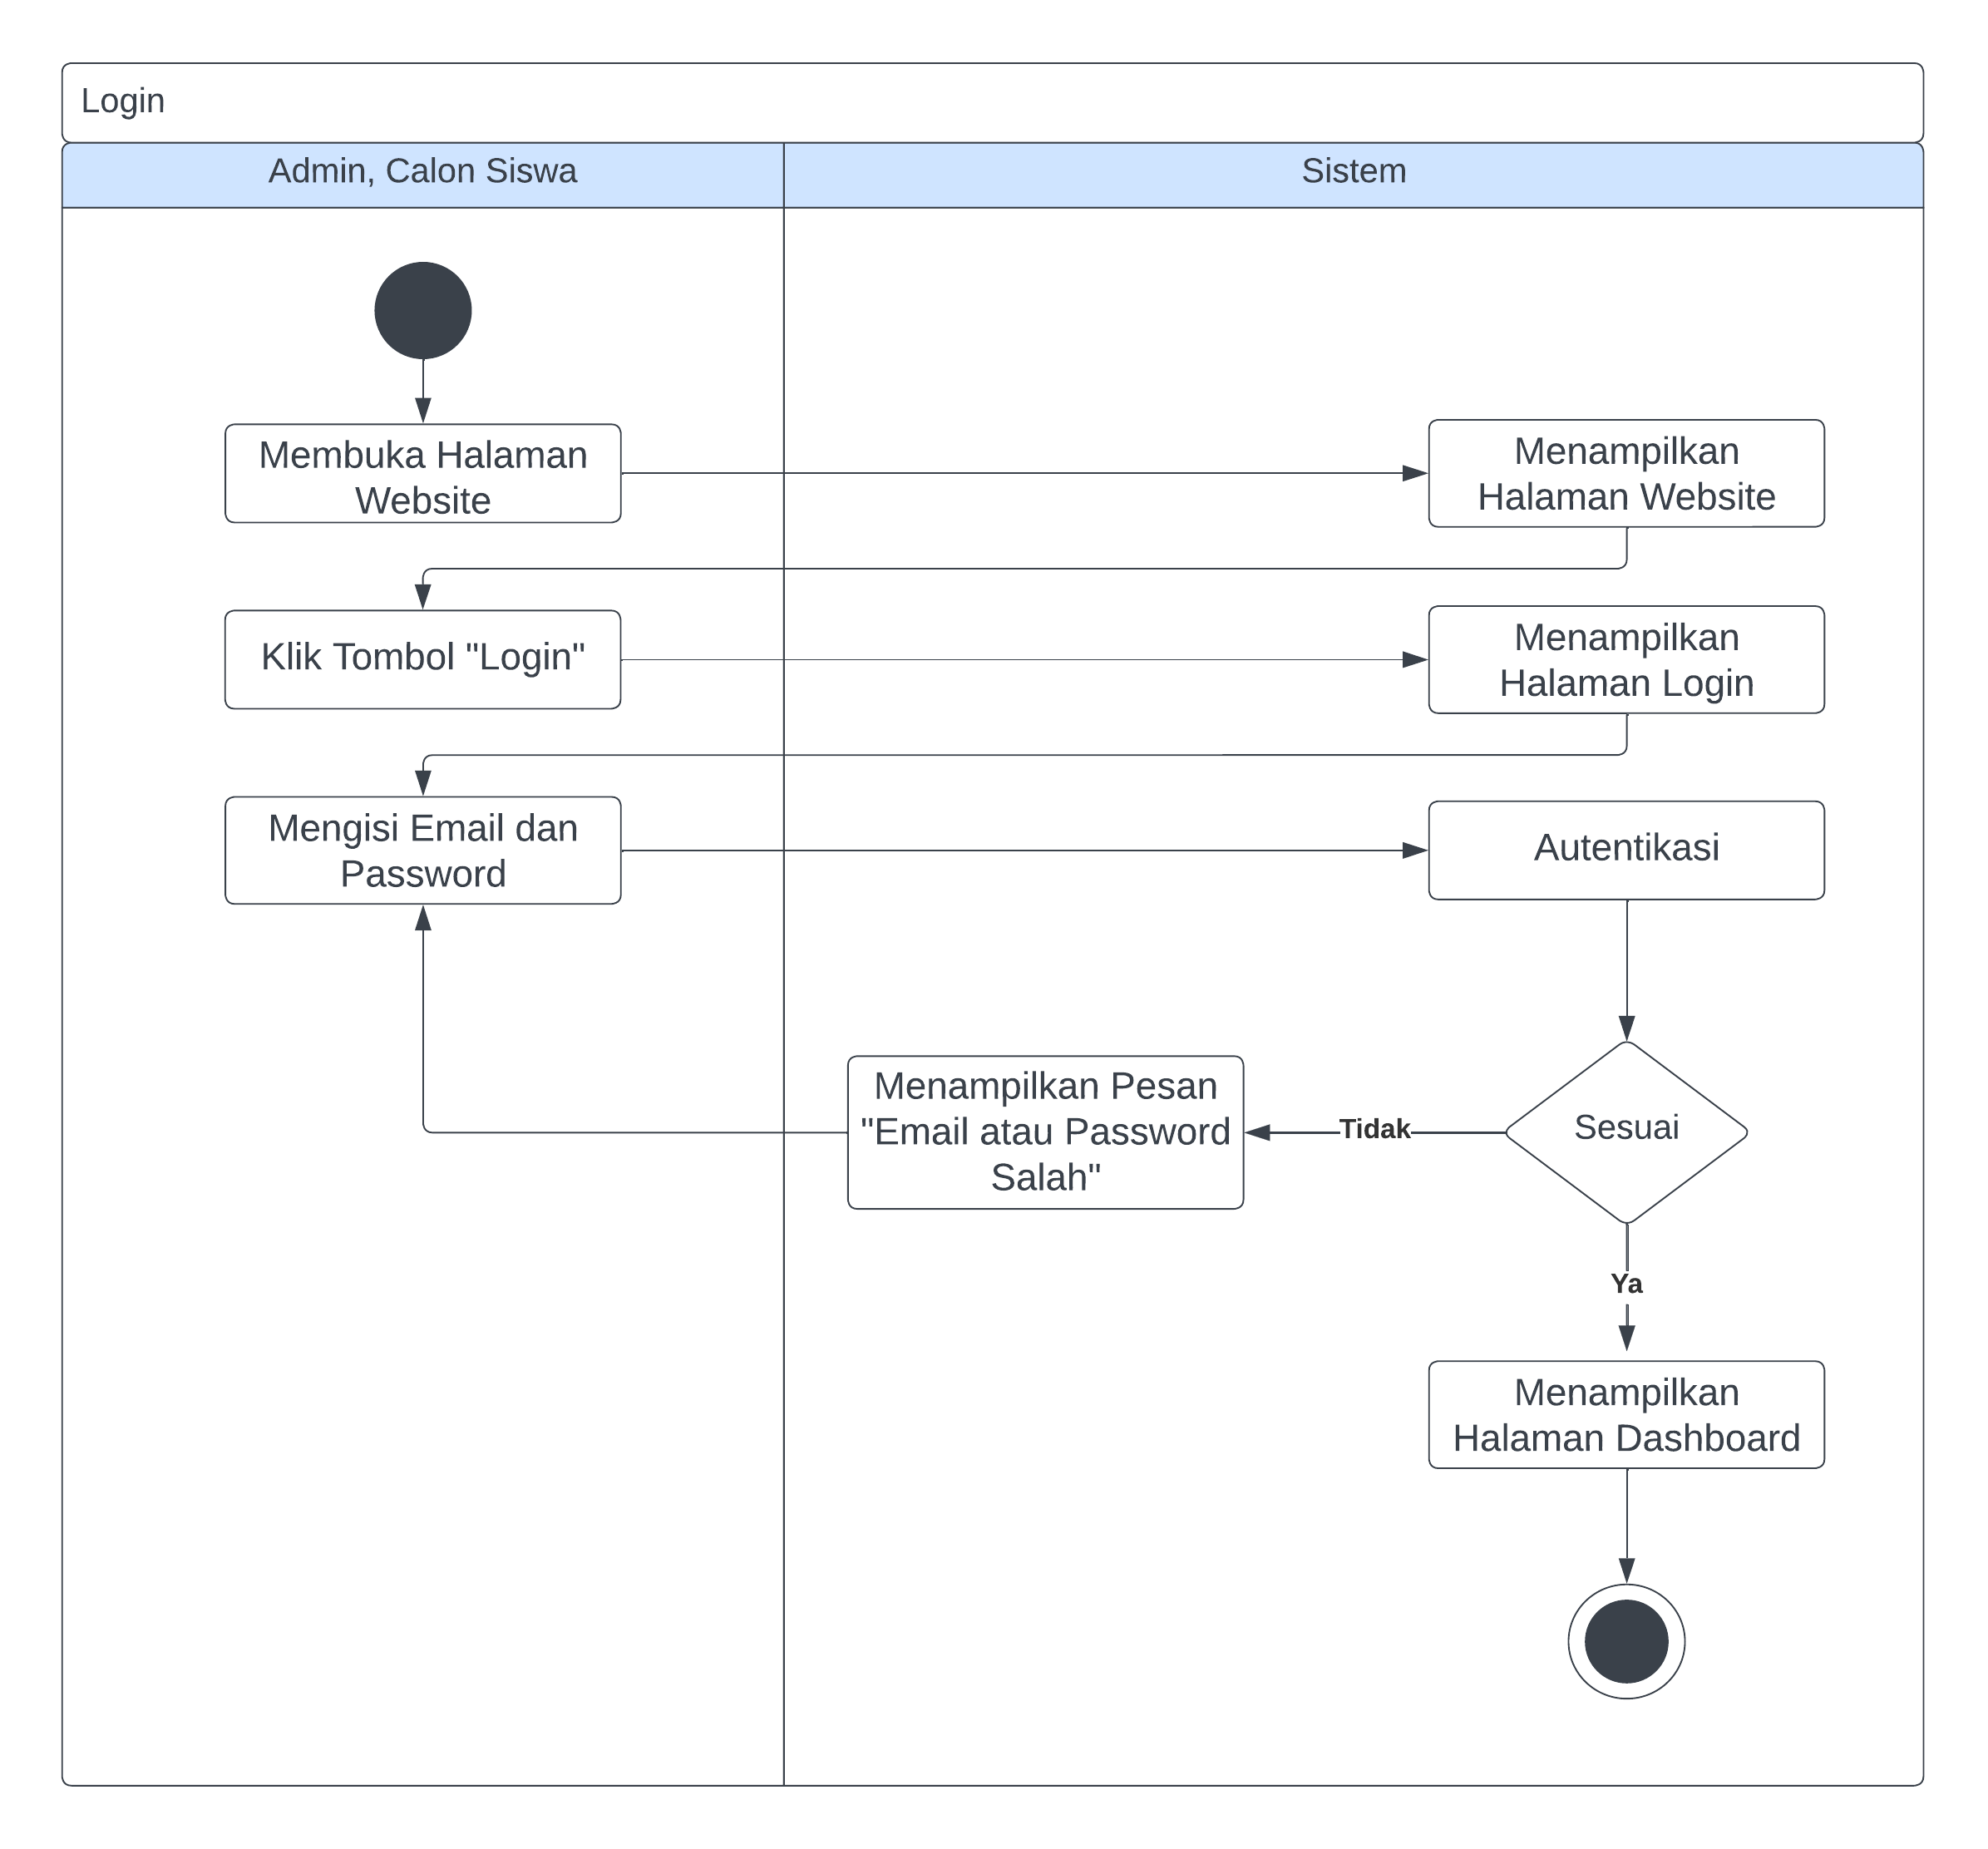 Login
Admin, Calon Siswa
Sistem
Membuka Halaman
Website
Menampilkan
Halaman Website
Klik Tombol "Login"
Menampilkan
Halaman Login
Mengisi Email dan
Password
Autentikasi
Menampilkan Pesan
"Email atau Password
Salah"
Tidak
Sesuai
Ya
Menampilkan
Halaman Dashboard